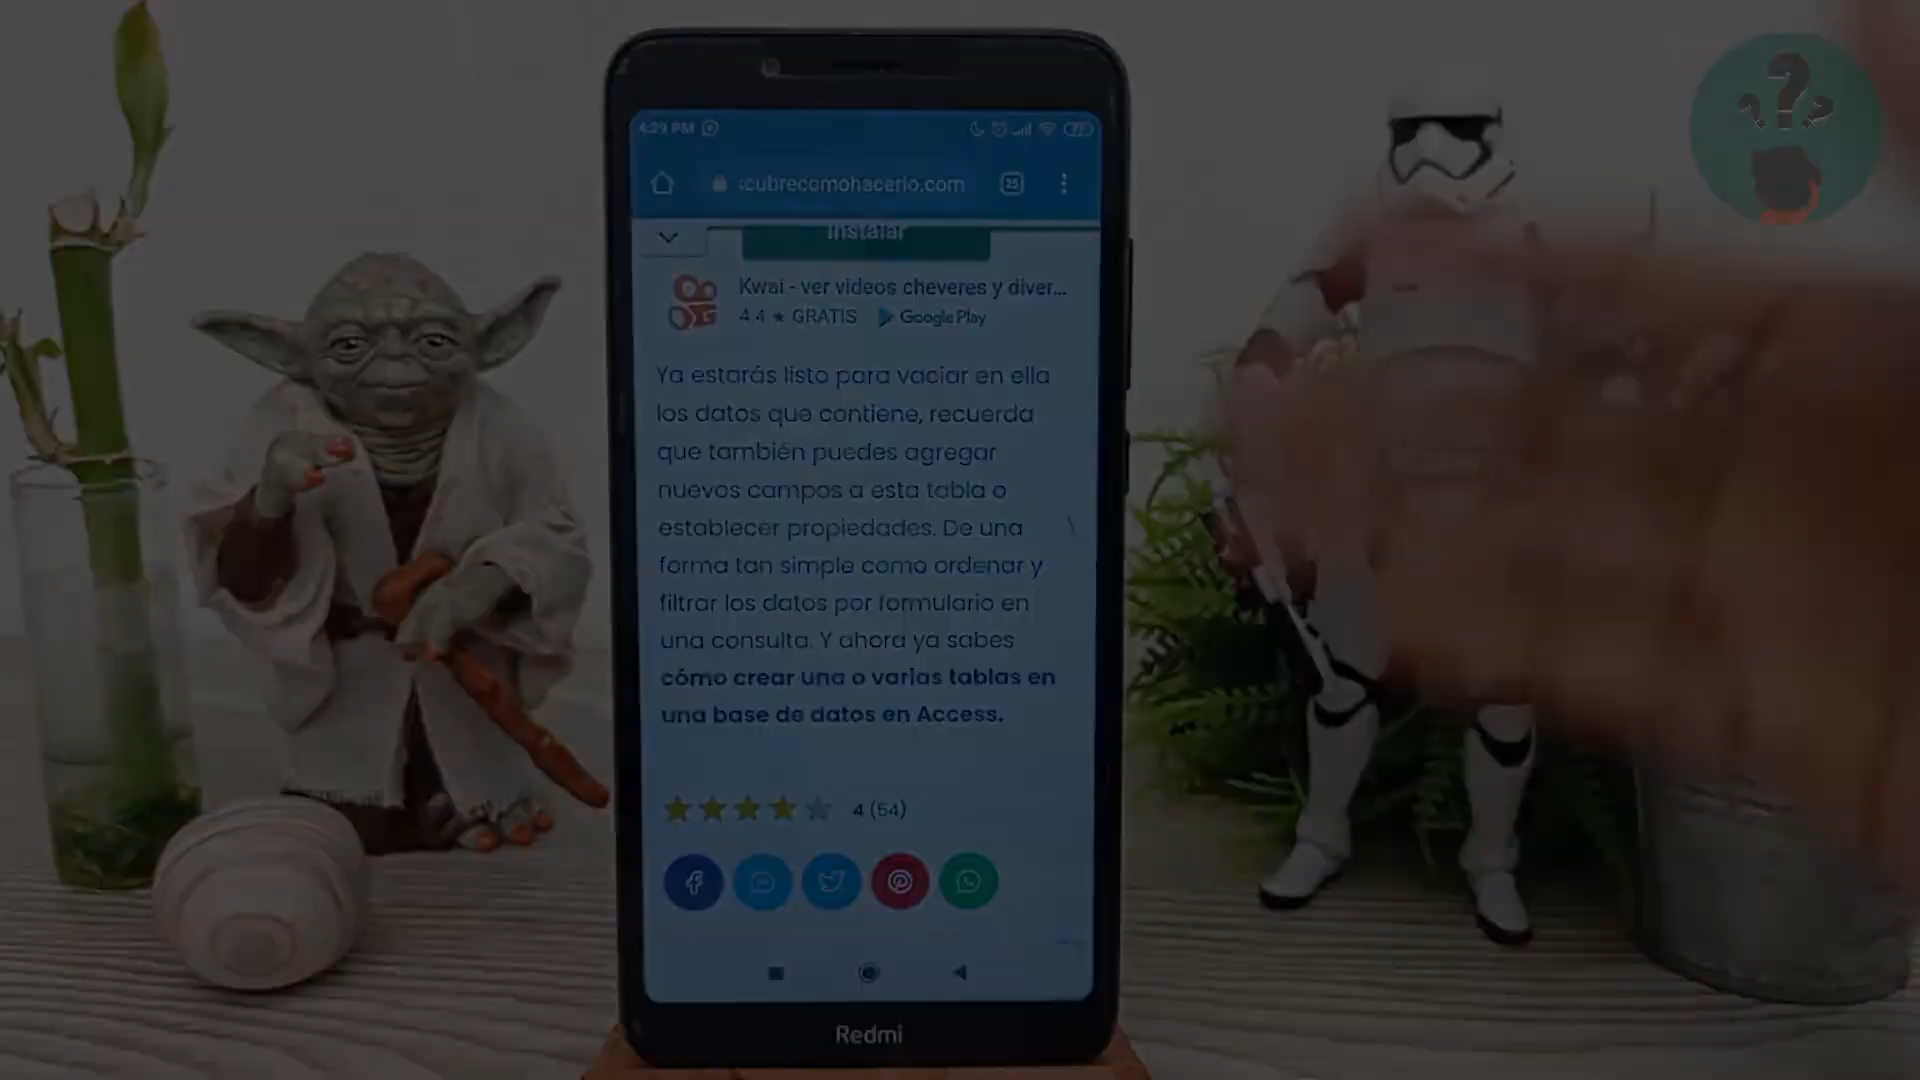 4:29 PM
cubrecomohacerlo.com
25
Instalar
Kwai - ver videos cheveres y diver...
4.4 ★ GRATIS Google Play
Ya estarás listo para vaciar en ella
los datos que contiene, recuerda
que también puedes agregar
nuevos campos a esta tabla o
establecer propiedades. De una
forma tan simple como ordenar y
filtrar los datos por formulario en
una consulta. Y ahora ya sabes
cómo crear una o varias tablas en
una base de datos en Access.
4 (54)
Redmi